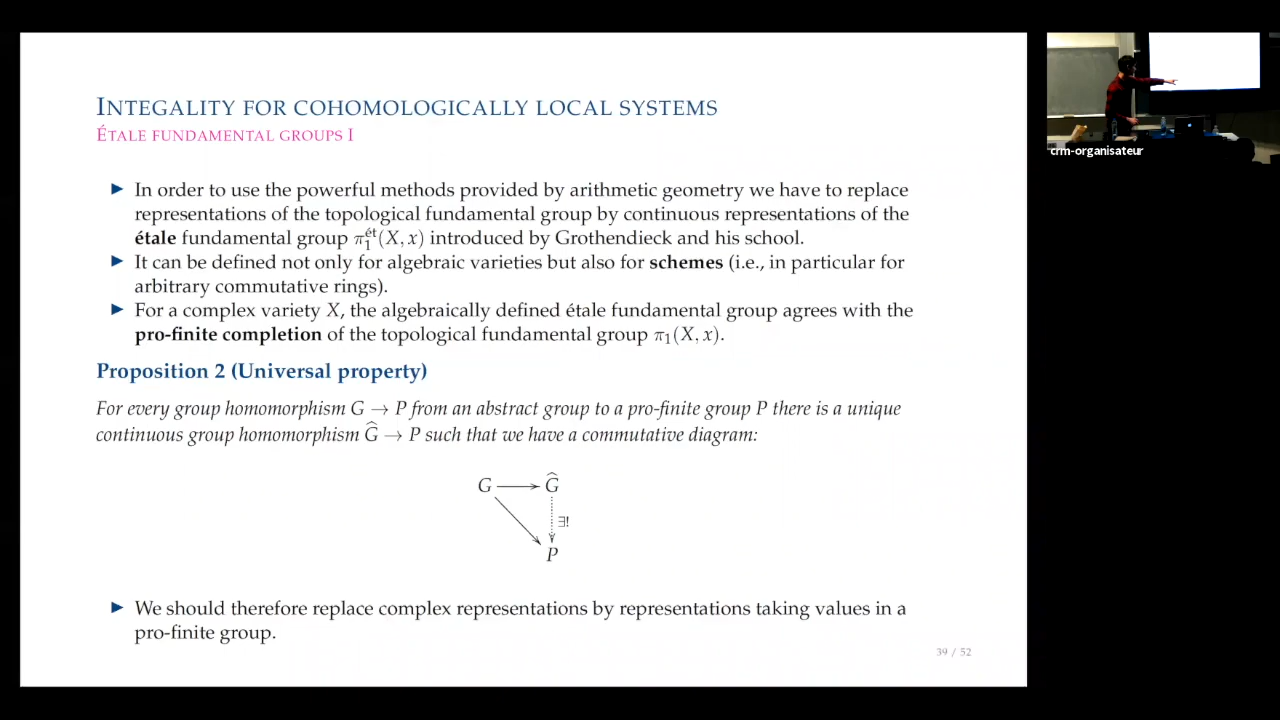 INTEGALITY FOR COHOMOLOGICALLY LOCAL SYSTEMS
ÉTALE FUNDAMENTAL GROUPS I
► In order to use the powerful methods provided by arithmetic geometry we have to replace
representations of the topological fundamental group by continuous representations of the
étale fundamental group π₁^ét(X, x) introduced by Grothendieck and his school.
► It can be defined not only for algebraic varieties but also for schemes (i.e., in particular for
arbitrary commutative rings).
► For a complex variety X, the algebraically defined étale fundamental group agrees with the
pro-finite completion of the topological fundamental group π₁(X, x).
Proposition 2 (Universal property)
For every group homomorphism G → P from an abstract group to a pro-finite group P there is a unique
continuous group homomorphism Ĝ → P such that we have a commutative diagram:
G → Ĝ
∃!
P
► We should therefore replace complex representations by representations taking values in a
pro-finite group.
39 / 52
crm-organisateur